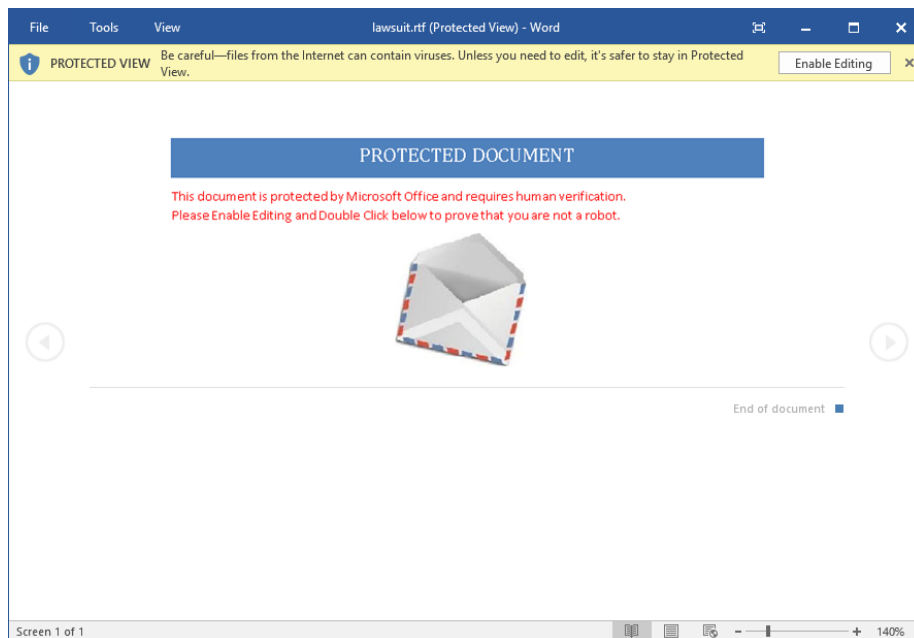 File Tools View lawsuit.rtf (Protected View) - Word
PROTECTED VIEW Be careful—files from the Internet can contain viruses. Unless you need to edit, it's safer to stay in Protected
View.
Enable Editing
PROTECTED DOCUMENT
This document is protected by Microsoft Office and requires human verification.
Please Enable Editing and Double Click below to prove that you are not a robot.
End of document
Screen 1 of 1 140%